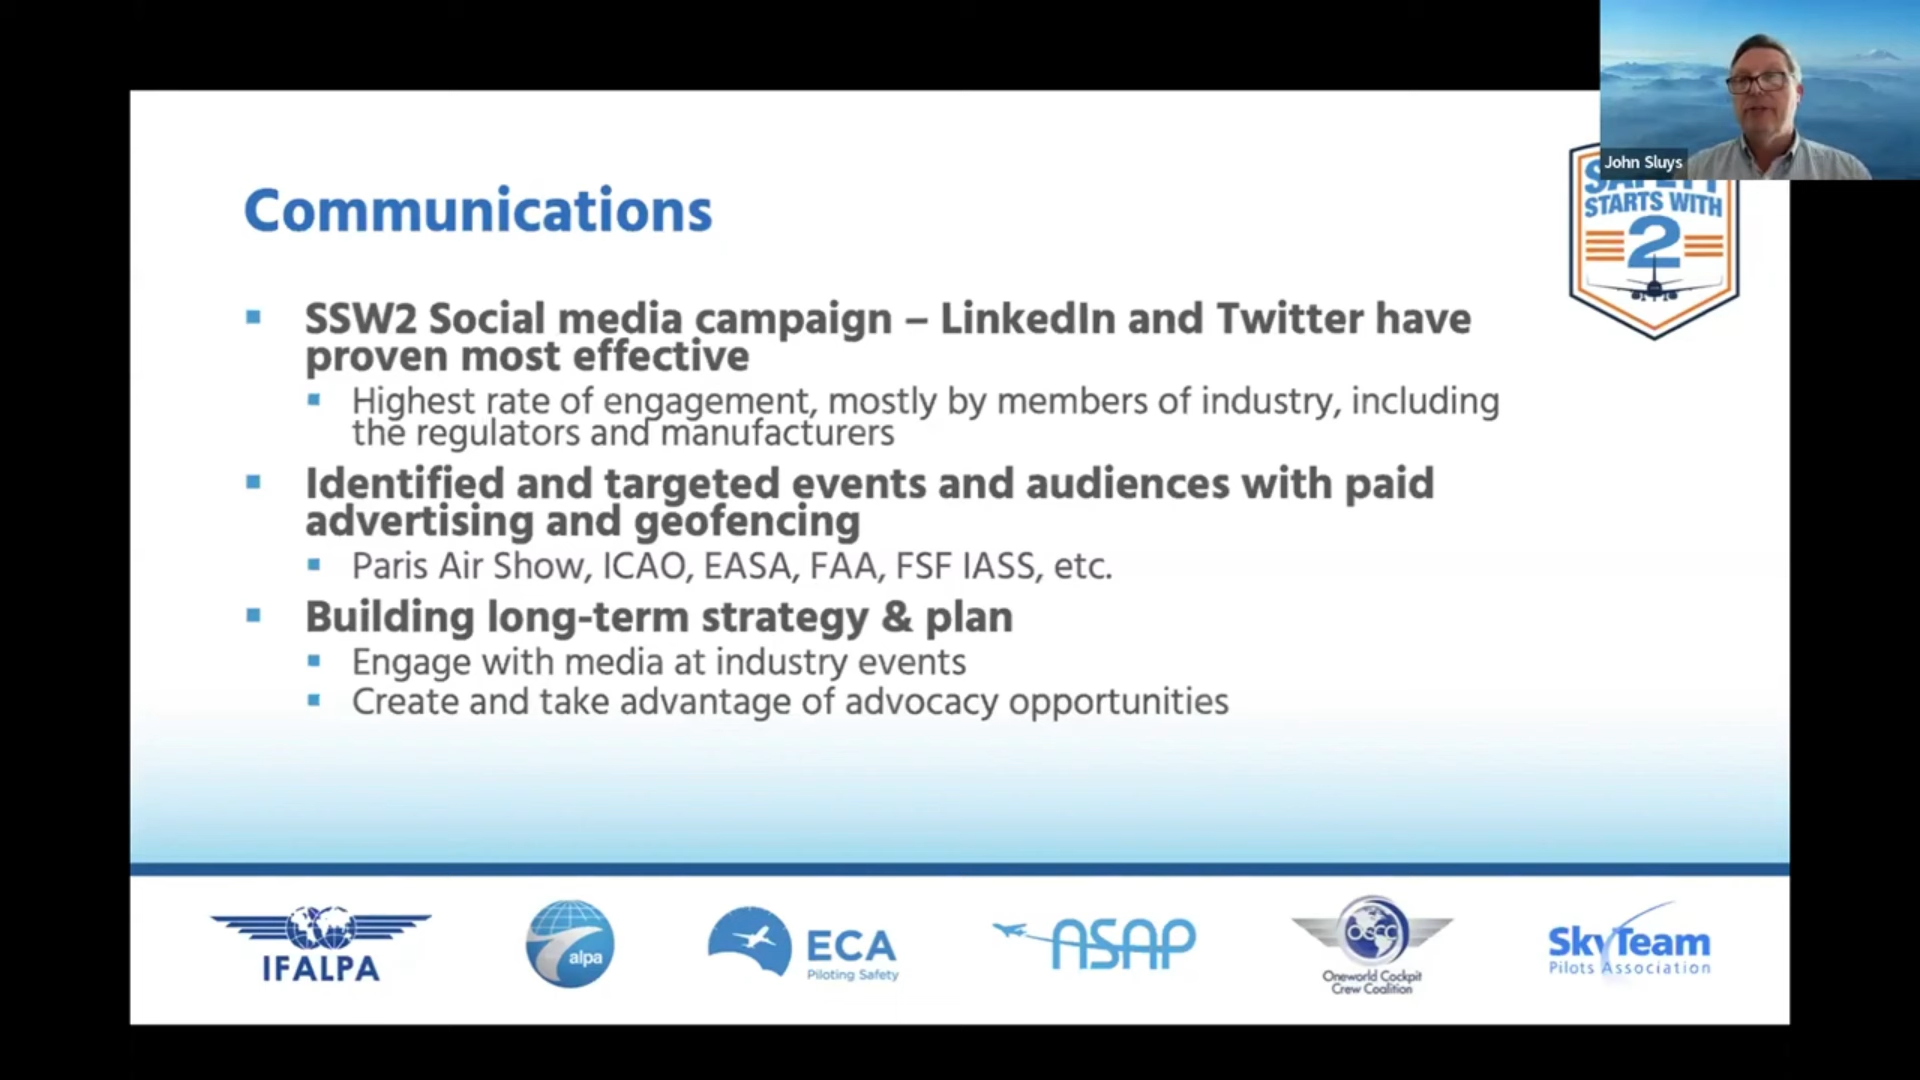 John Sluys
SAFETY
STARTS WITH
2
Communications
SSW2 Social media campaign – LinkedIn and Twitter have
proven most effective
Highest rate of engagement, mostly by members of industry, including
the regulators and manufacturers
Identified and targeted events and audiences with paid
advertising and geofencing
Paris Air Show, ICAO, EASA, FAA, FSF IASS, etc.
Building long-term strategy & plan
Engage with media at industry events
Create and take advantage of advocacy opportunities
IFALPA
alpa
ECA
Piloting Safety
ASAP
OCCC
Oneworld Cockpit
Crew Coalition
SkyTeam
Pilots Association